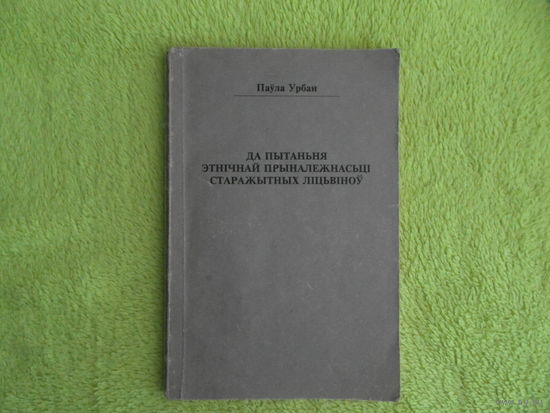 Паўла Урбан
ДА ПЫТАНЬНЯ
ЭТНІЧНАЙ ПРЫНАЛЕЖНАСЬЦІ
СТАРАЖЫТНЫХ ЛІЦЬВІНОЎ